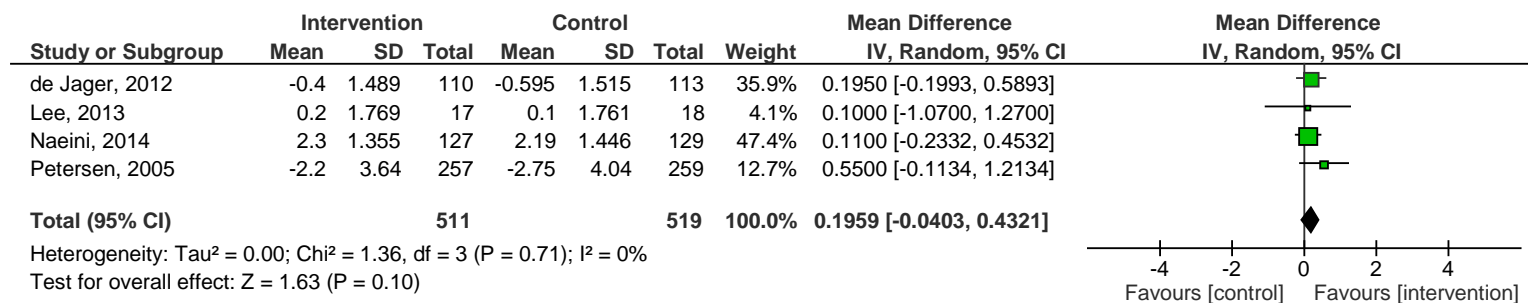 Intervention Control Mean Difference Mean Difference
Study or Subgroup Mean SD Total Mean SD Total Weight IV, Random, 95% CI IV, Random, 95% CI
de Jager, 2012 -0.4 1.489 110 -0.595 1.515 113 35.9% 0.1950 [-0.1993, 0.5893]
Lee, 2013 0.2 1.769 17 0.1 1.761 18 4.1% 0.1000 [-1.0700, 1.2700]
Naeini, 2014 2.3 1.355 127 2.19 1.446 129 47.4% 0.1100 [-0.2332, 0.4532]
Petersen, 2005 -2.2 3.64 257 -2.75 4.04 259 12.7% 0.5500 [-0.1134, 1.2134]
Total (95% CI) 511 519 100.0% 0.1959 [-0.0403, 0.4321]
Heterogeneity: Tau² = 0.00; Chi² = 1.36, df = 3 (P = 0.71); I² = 0%
Test for overall effect: Z = 1.63 (P = 0.10)
-4 -2 0 2 4
Favours [control] Favours [intervention]